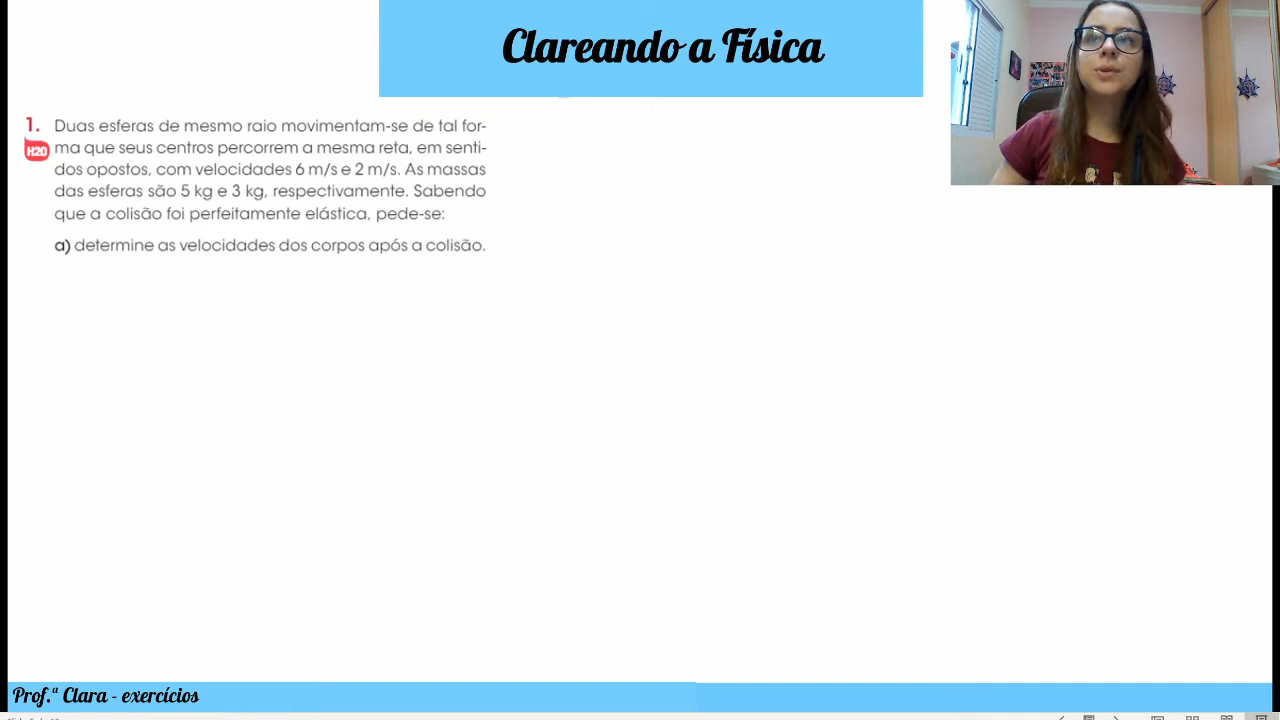 Clareando a Física
1. Duas esferas de mesmo raio movimentam-se de tal for-
H20 ma que seus centros percorrem a mesma reta, em senti-
dos opostos, com velocidades 6 m/s e 2 m/s. As massas
das esferas são 5 kg e 3 kg, respectivamente. Sabendo
que a colisão foi perfeitamente elástica, pede-se:
a) determine as velocidades dos corpos após a colisão.
Prof.ª Clara - exercícios